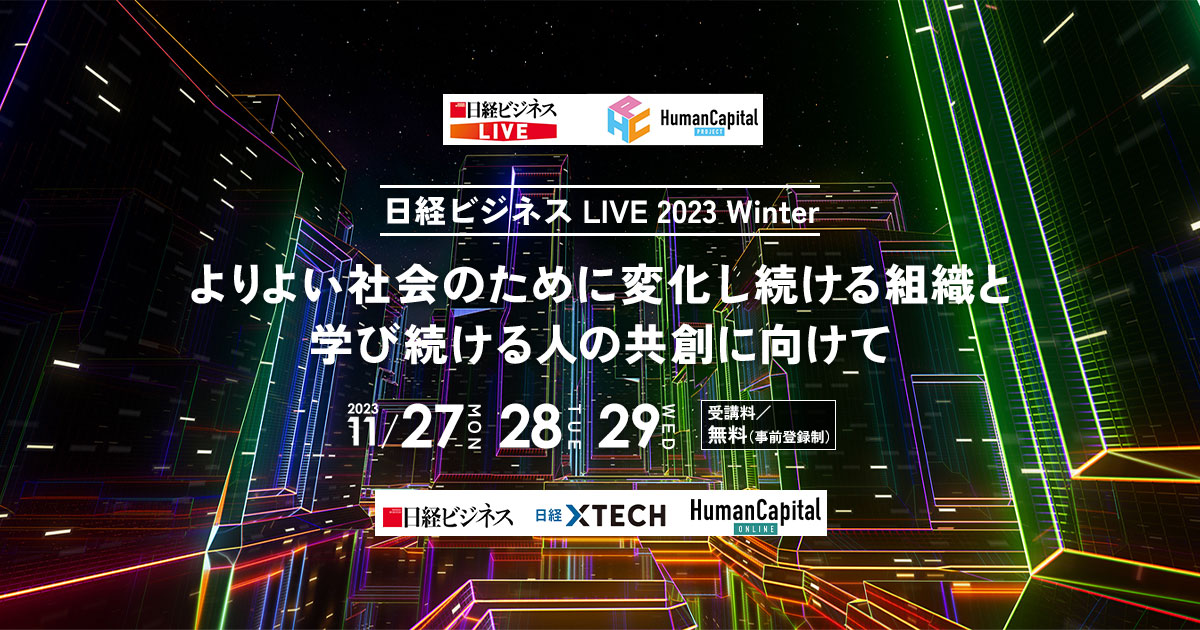 日経ビジネス
LIVE
HumanCapital
PROJECT
日経ビジネス LIVE 2023 Winter
よりよい社会のために変化し続ける組織と
学び続ける人の共創に向けて
2023
11/27 MON 28 TUE 29 WED
受講料／
無料（事前登録制）
日経ビジネス
日経 XTECH
HumanCapital
ONLINE